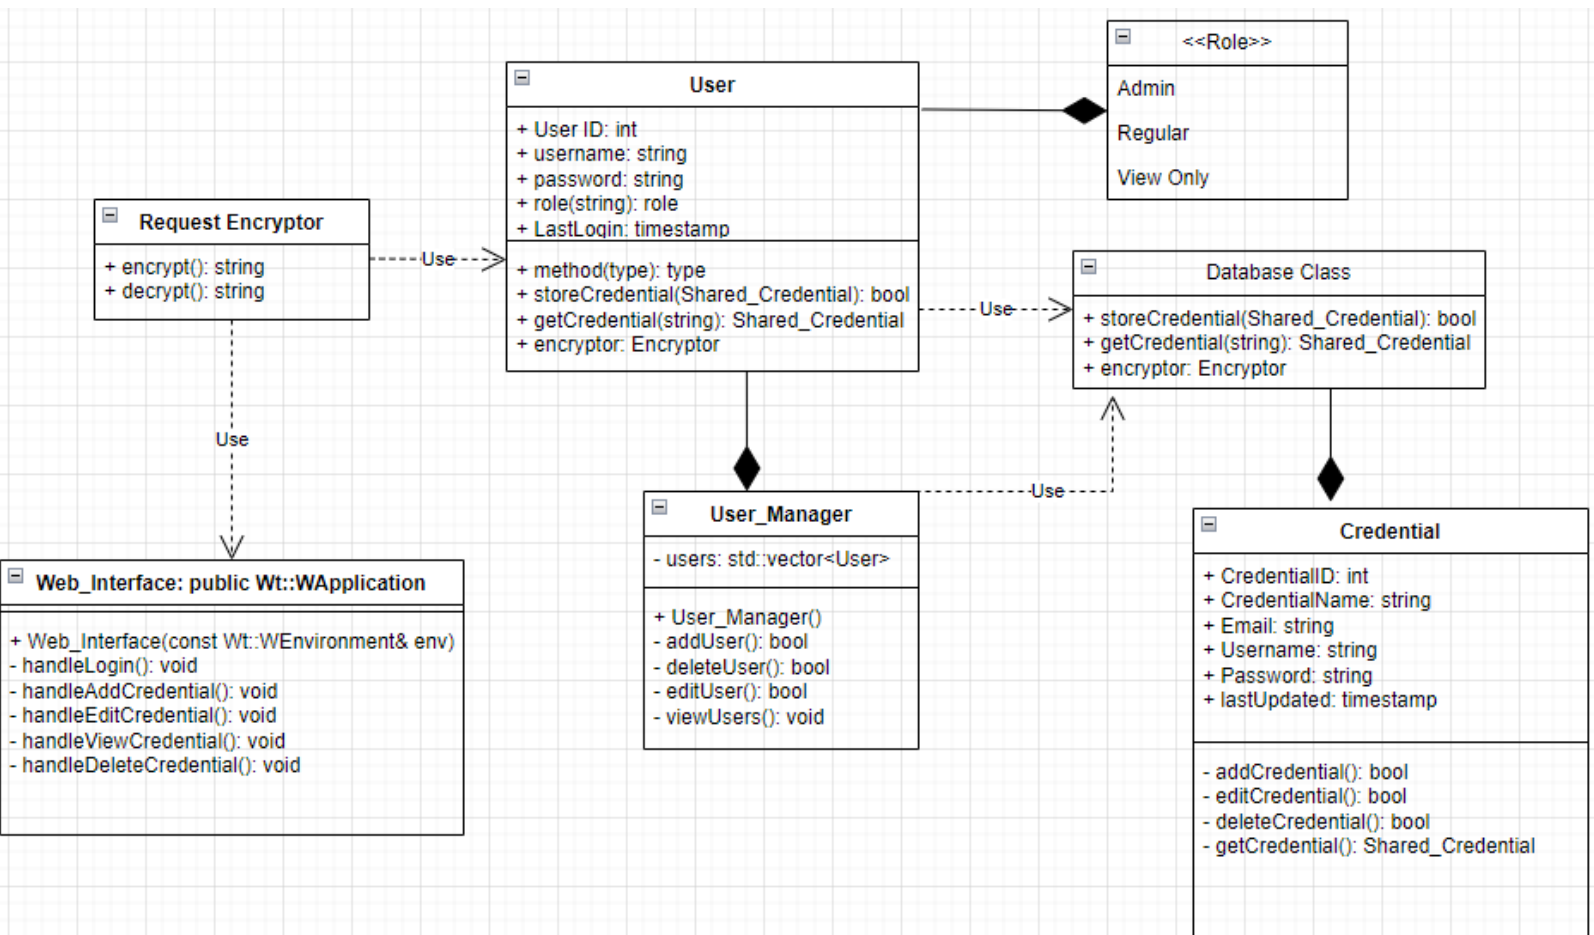 <<Role>>
Admin
Regular
View Only
User
+ User ID: int
+ username: string
+ password: string
+ role(string): role
+ LastLogin: timestamp
+ method(type): type
+ storeCredential(Shared_Credential): bool
+ getCredential(string): Shared_Credential
+ encryptor: Encryptor
Request Encryptor
+ encrypt(): string
+ decrypt(): string
Use
Use
Database Class
+ storeCredential(Shared_Credential): bool
+ getCredential(string): Shared_Credential
+ encryptor: Encryptor
Use
Use
User_Manager
- users: std::vector<User>
+ User_Manager()
- addUser(): bool
- deleteUser(): bool
- editUser(): bool
- viewUsers(): void
Credential
+ CredentialID: int
+ CredentialName: string
+ Email: string
+ Username: string
+ Password: string
+ lastUpdated: timestamp
- addCredential(): bool
- editCredential(): bool
- deleteCredential(): bool
- getCredential(): Shared_Credential
Web_Interface: public Wt::WApplication
+ Web_Interface(const Wt::WEnvironment& env)
- handleLogin(): void
- handleAddCredential(): void
- handleEditCredential(): void
- handleViewCredential(): void
- handleDeleteCredential(): void